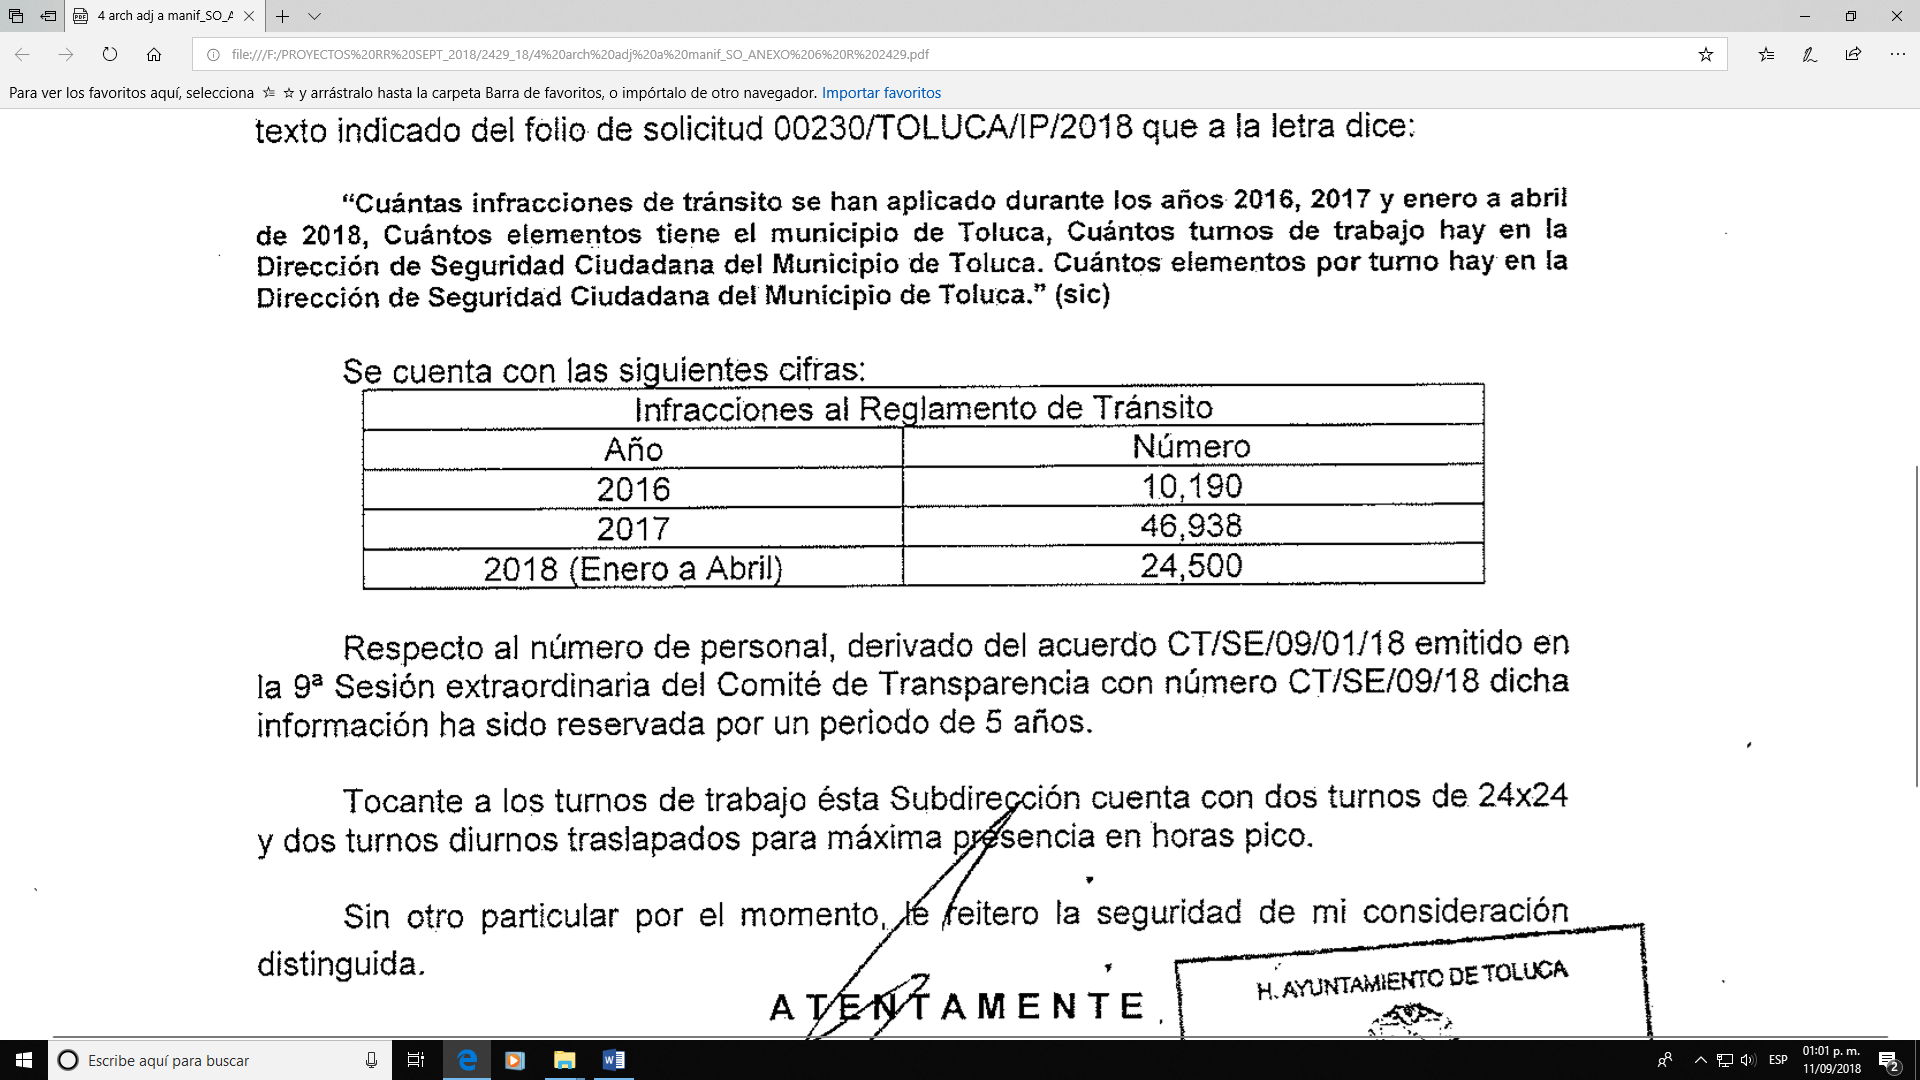 4 arch adj a manif_SO_A
file:///F:/PROYECTOS%20RR%20SEPT_2018/2429_18/4%20arch%20adj%20a%20manif_SO_ANEXO%206%20R%202429.pdf
Para ver los favoritos aquí, selecciona y arrástralo hasta la carpeta Barra de favoritos, o impórtalo de otro navegador. Importar favoritos
texto indicado del folio de solicitud 00230/TOLUCA/IP/2018 que a la letra dice:
“Cuántas infracciones de tránsito se han aplicado durante los años 2016, 2017 y enero a abril
de 2018, Cuántos elementos tiene el municipio de Toluca, Cuántos turnos de trabajo hay en la
Dirección de Seguridad Ciudadana del Municipio de Toluca. Cuántos elementos por turno hay en la
Dirección de Seguridad Ciudadana del Municipio de Toluca.” (sic)
Se cuenta con las siguientes cifras:
Infracciones al Reglamento de Tránsito
Año Número
2016 10,190
2017 46,938
2018 (Enero a Abril) 24,500
Respecto al número de personal, derivado del acuerdo CT/SE/09/01/18 emitido en
la 9ª Sesión extraordinaria del Comité de Transparencia con número CT/SE/09/18 dicha
información ha sido reservada por un periodo de 5 años.
Tocante a los turnos de trabajo ésta Subdirección cuenta con dos turnos de 24x24
y dos turnos diurnos traslapados para máxima presencia en horas pico.
Sin otro particular por el momento, le reitero la seguridad de mi consideración
distinguida.
A T E N T A M E N T E
H. AYUNTAMIENTO DE TOLUCA
Escribe aquí para buscar
ESP
01:01 p. m.
11/09/2018
2